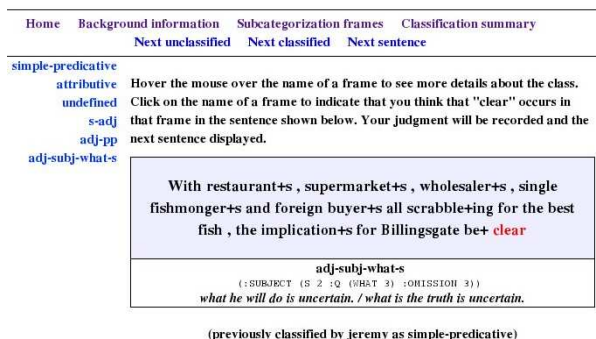 Home Background information Subcategorization frames Classification summary
Next unclassified Next classified Next sentence
simple-predicative
attributive
undefined
s-adj
adj-pp
adj-subj-what-s
Hover the mouse over the name of a frame to see more details about the class.
Click on the name of a frame to indicate that you think that "clear" occurs in
that frame in the sentence shown below. Your judgment will be recorded and the
next sentence displayed.
With restaurant+s , supermarket+s , wholesaler+s , single
fishmonger+s and foreign buyer+s all scrabble+ing for the best
fish , the implication+s for Billingsgate be+ clear
adj-subj-what-s
(:SUBJECT (S 2 :Q (WHAT 3) :OMISSION 3))
what he will do is uncertain. / what is the truth is uncertain.
(previously classified by jeremy as simple-predicative)